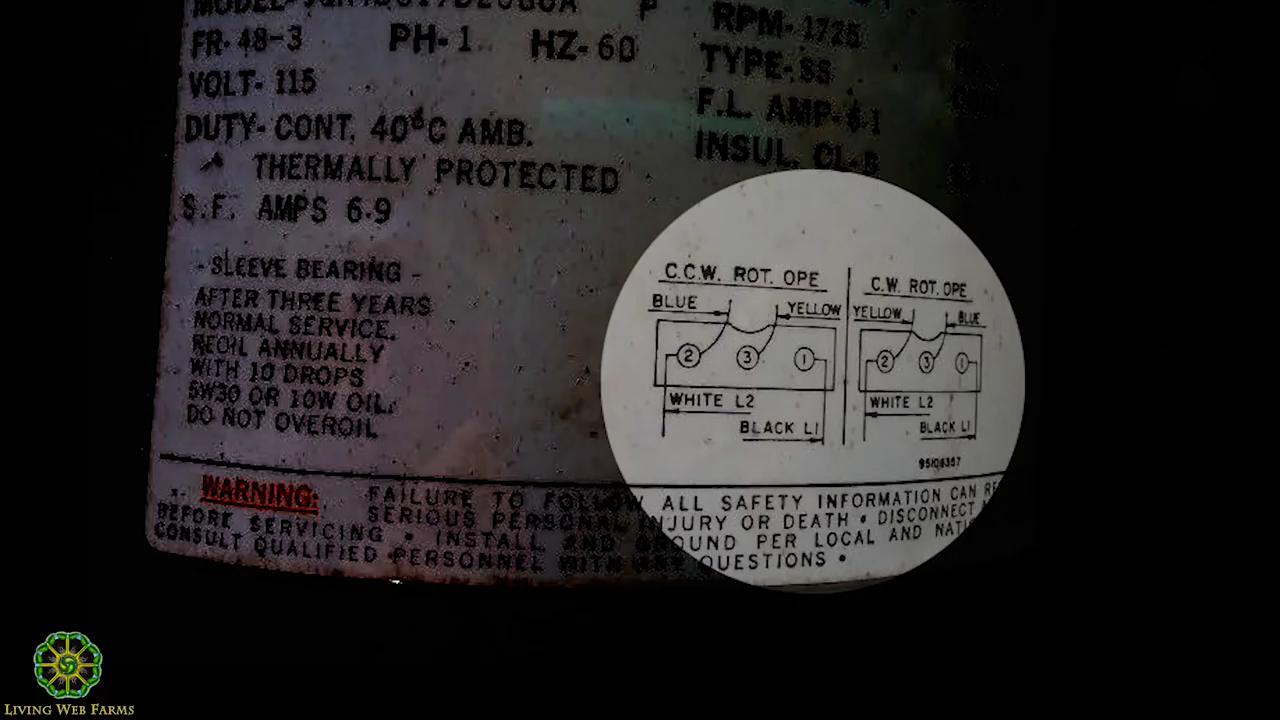 FR- 48-3 PH- 1 HZ- 60
VOLT- 115
DUTY- CONT. 40°C AMB.
THERMALLY PROTECTED
S.F. AMPS 6.9
RPM- 1725
TYPE- SS
F.L. AMP-
INSUL. CL- B
- SLEEVE BEARING -
AFTER THREE YEARS
NORMAL SERVICE.
REOIL ANNUALLY
WITH 10 DROPS
5W30 OR 10W OIL.
DO NOT OVEROIL
C.C.W. ROT. OPE
BLUE YELLOW
2 3 1
WHITE L2
BLACK L1
C.W. ROT. OPE
YELLOW BLUE
2 3 1
WHITE L2
BLACK L1
WARNING: FAILURE TO FOLLOW ALL SAFETY INFORMATION CAN RE
SERIOUS PERSONAL INJURY OR DEATH • DISCONNECT
BEFORE SERVICING • INSTALL AND GROUND PER LOCAL AND NATI
CONSULT QUALIFIED PERSONNEL WITH ANY QUESTIONS •
LIVING WEB FARMS